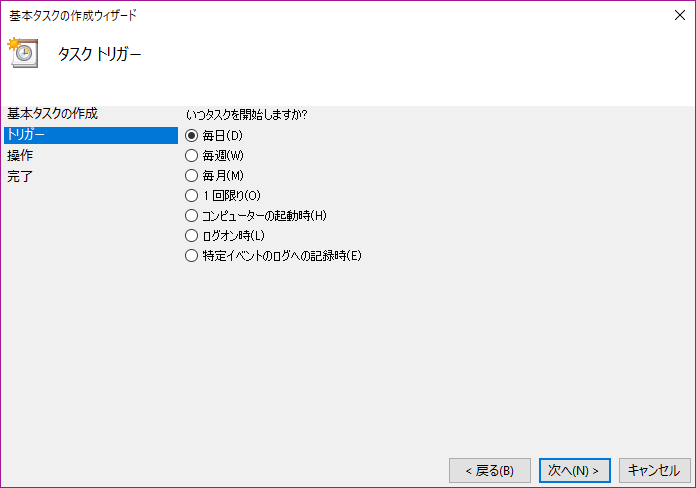 基本タスクの作成ウィザード
タスク トリガー
基本タスクの作成
トリガー
操作
完了
いつタスクを開始しますか?
毎日(D)
毎週(W)
毎月(M)
1 回限り(O)
コンピューターの起動時(H)
ログオン時(L)
特定イベントのログへの記録時(E)
< 戻る(B)
次へ(N) >
キャンセル